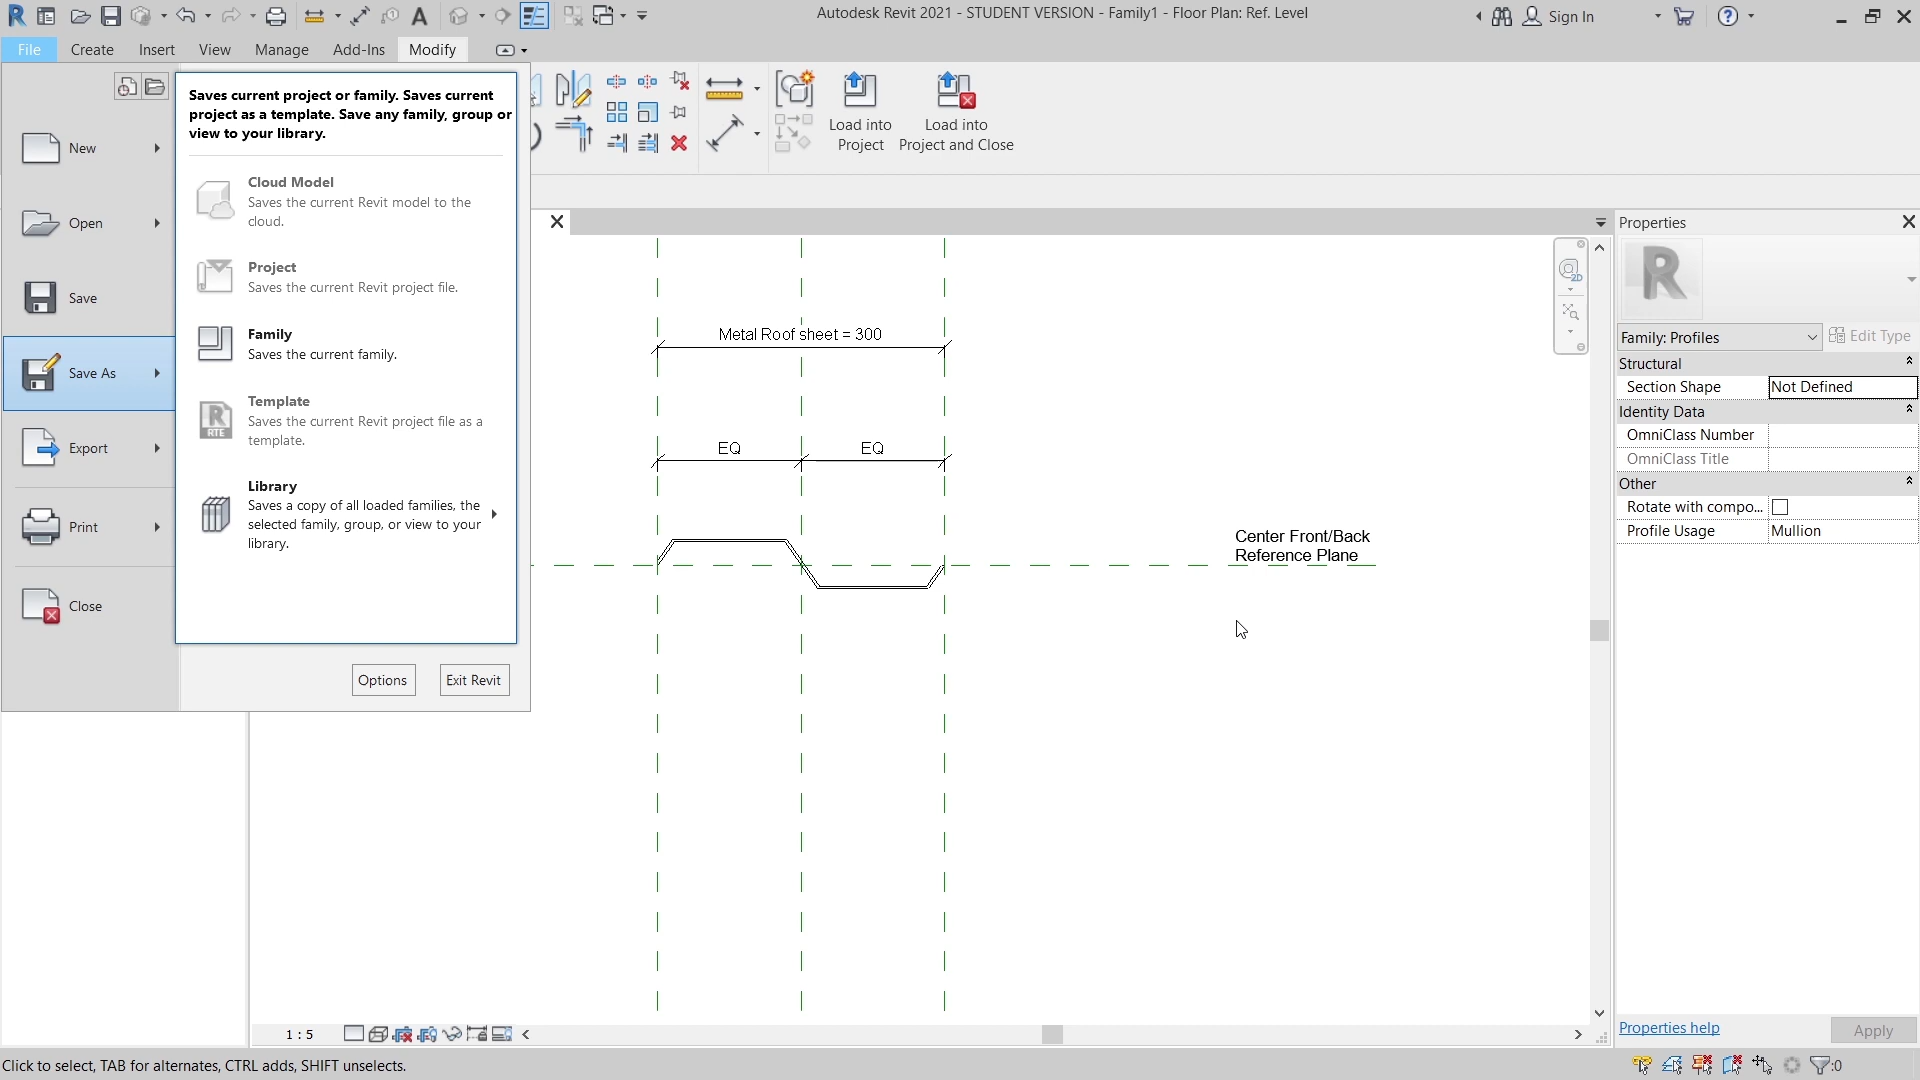 Autodesk Revit 2021 - STUDENT VERSION - Family1 - Floor Plan: Ref. Level
Sign In
File
Create
Insert
View
Manage
Add-Ins
Modify
Saves current project or family. Saves current
project as a template. Save any family, group or
view to your library.
New
Open
Save
Save As
Export
Print
Close
Cloud Model
Saves the current Revit model to the
cloud.
Project
Saves the current Revit project file.
Family
Saves the current family.
RTE
Template
Saves the current Revit project file as a
template.
Library
Saves a copy of all loaded families, the
selected family, group, or view to your
library.
Options
Exit Revit
Load into
Project
Load into
Project and Close
2D
Metal Roof sheet = 300
EQ
EQ
Center Front/Back
Reference Plane
Properties
R
Family: Profiles
Edit Type
Structural
Section Shape
Not Defined
Identity Data
OmniClass Number
OmniClass Title
Other
Rotate with compo...
Profile Usage
Mullion
Properties help
Apply
1 : 5
Click to select, TAB for alternates, CTRL adds, SHIFT unselects.
:0